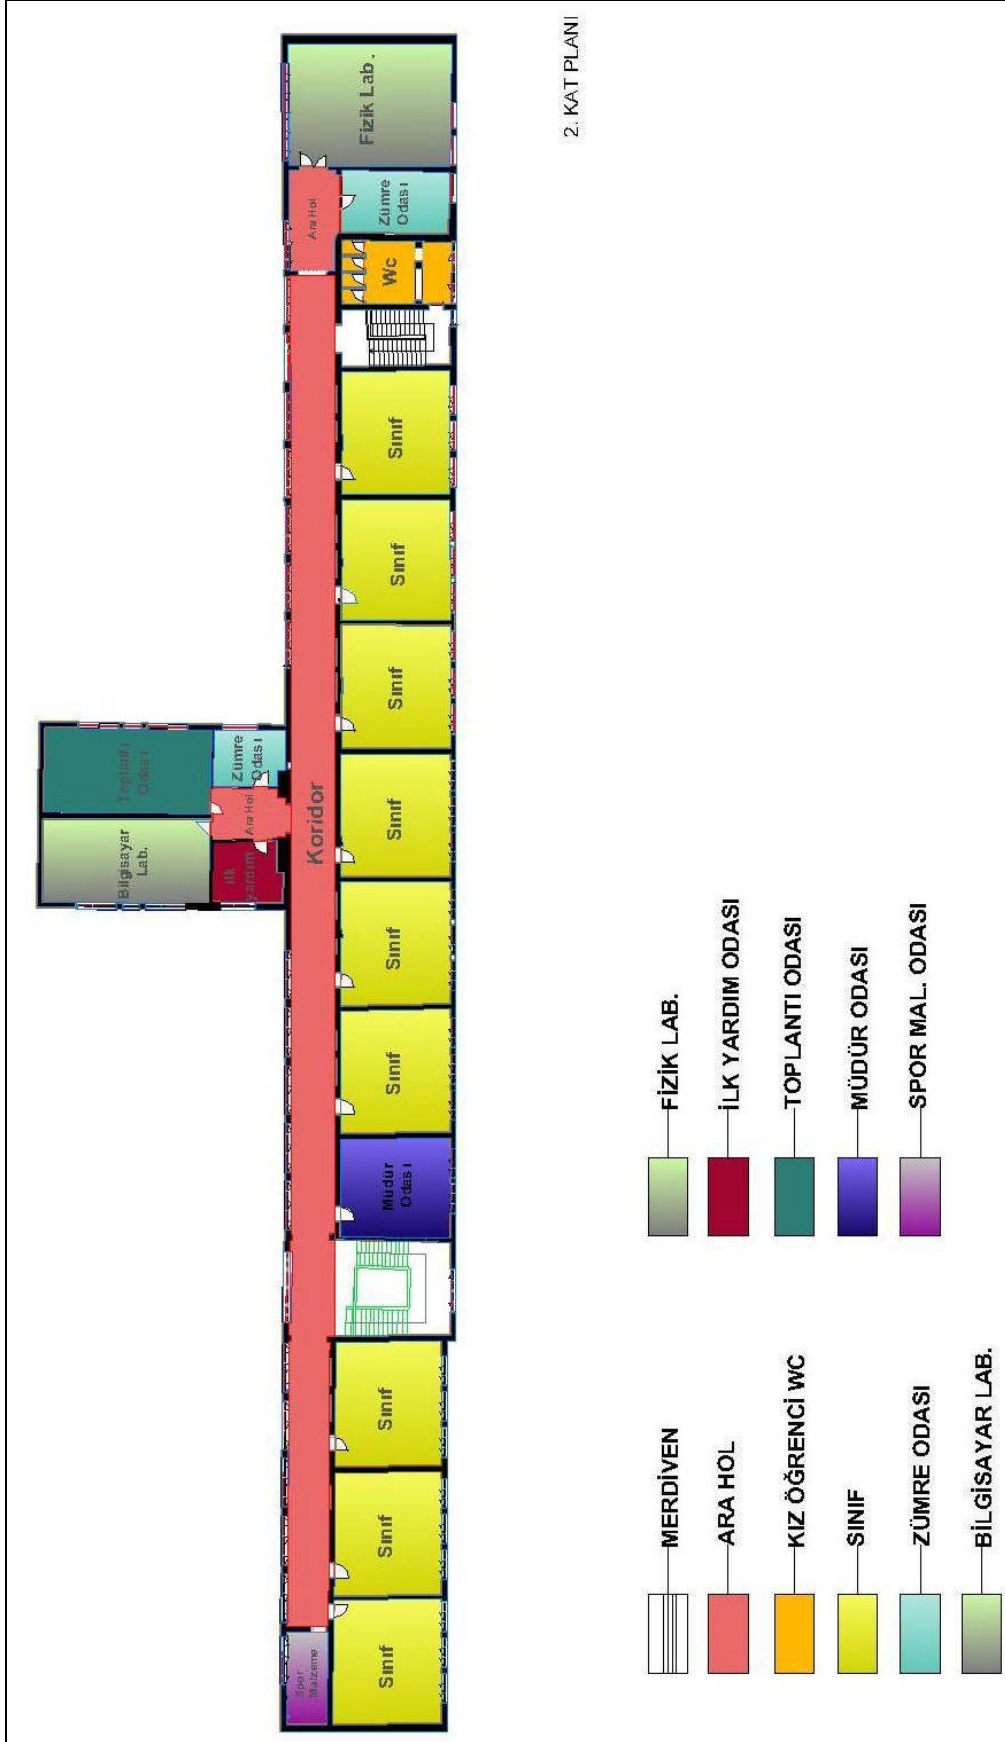 2. KAT PLANI
Spor
Malzeme
Sınıf
Sınıf
Sınıf
Müdür
Odası
Sınıf
Sınıf
Sınıf
Sınıf
Sınıf
Sınıf
Wc
Zümre
Odası
Ara Hol
Fizik Lab .
Koridor
Bilgisayar
Lab.
Toplantı
Odası
ilk
yardım
Ara Hol
Zümre
Odası
MERDİVEN
ARA HOL
KIZ ÖĞRENCİ WC
SINIF
ZÜMRE ODASI
BİLGİSAYAR LAB.
FİZİK LAB.
İLK YARDIM ODASI
TOPLANTI ODASI
MÜDÜR ODASI
SPOR MAL. ODASI